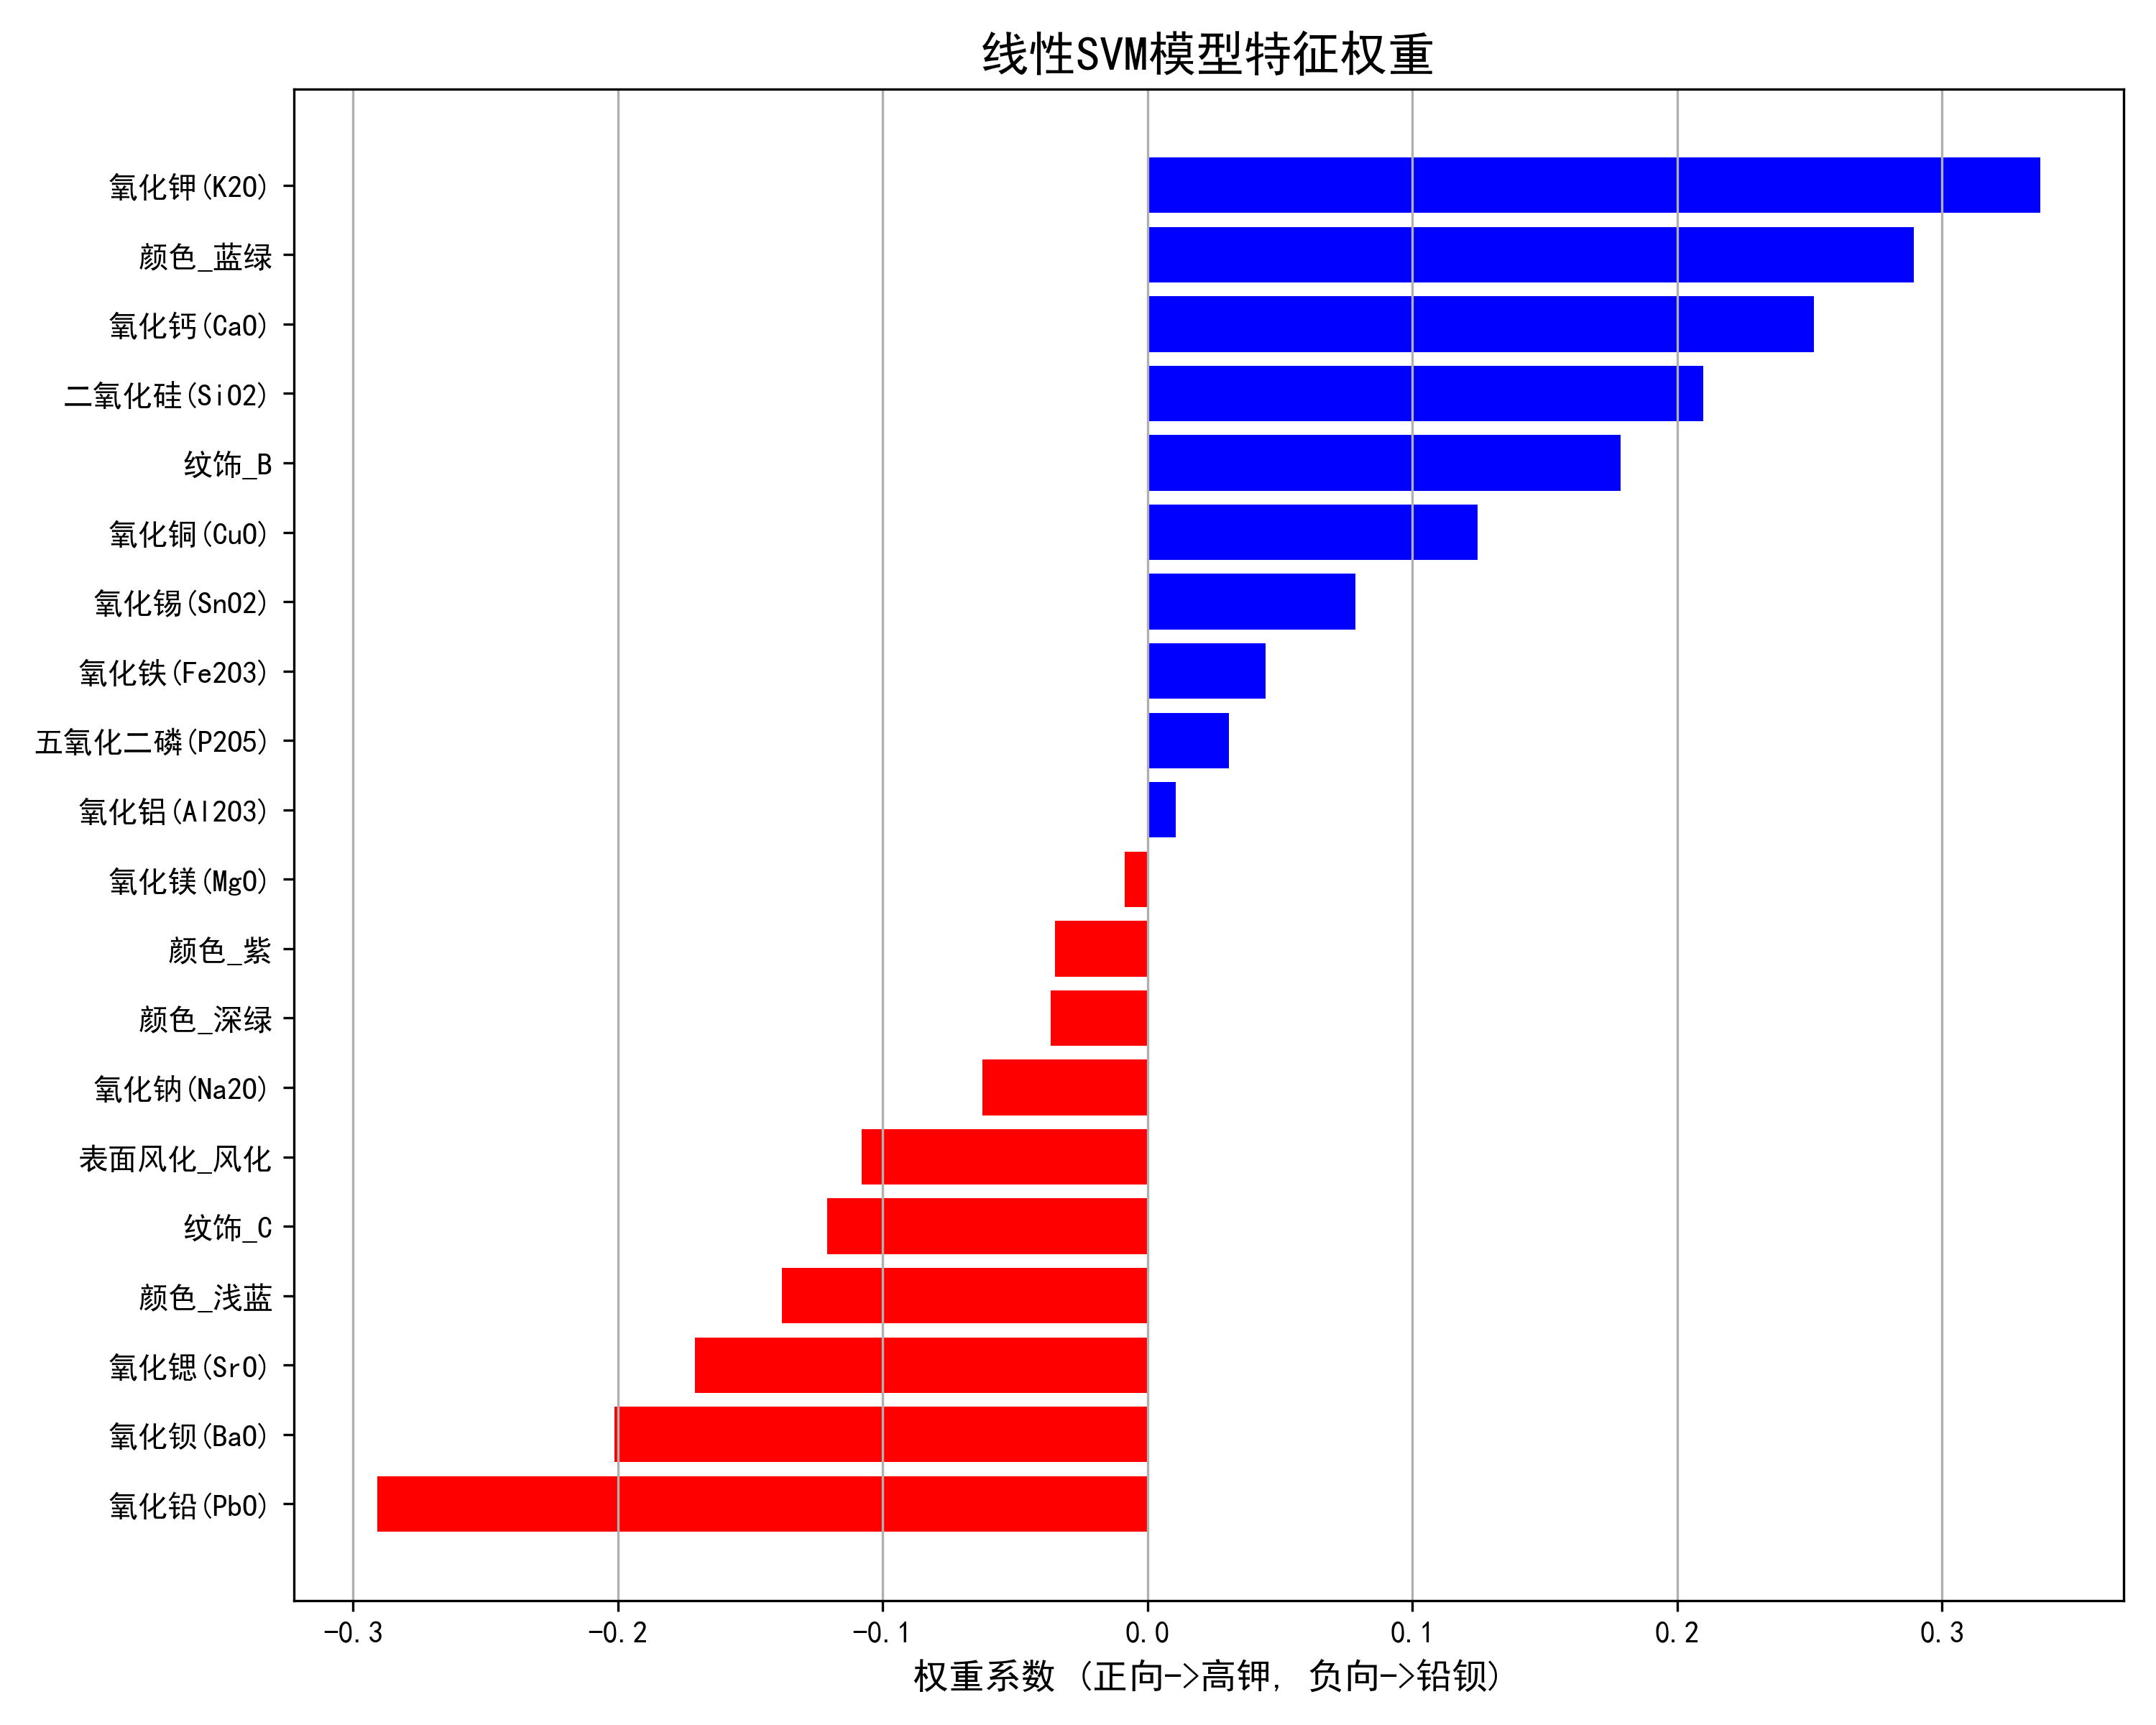 线性SVM模型特征权重
氧化钾(K2O)
颜色_蓝绿
氧化钙(CaO)
二氧化硅(SiO2)
纹饰_B
氧化铜(CuO)
氧化锡(SnO2)
氧化铁(Fe2O3)
五氧化二磷(P2O5)
氧化铝(Al2O3)
氧化镁(MgO)
颜色_紫
颜色_深绿
氧化钠(Na2O)
表面风化_风化
纹饰_C
颜色_浅蓝
氧化锶(SrO)
氧化钡(BaO)
氧化铅(PbO)
-0.3 -0.2 -0.1 0.0 0.1 0.2 0.3
权重系数 (正向->高钾, 负向->铅钡)